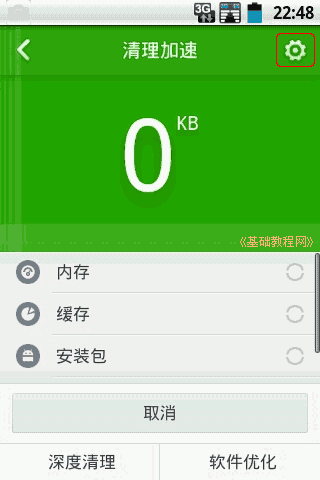 3G 22:48
清理加速
0 KB
《基础教程网》
内存
缓存
安装包
取消
深度清理 软件优化